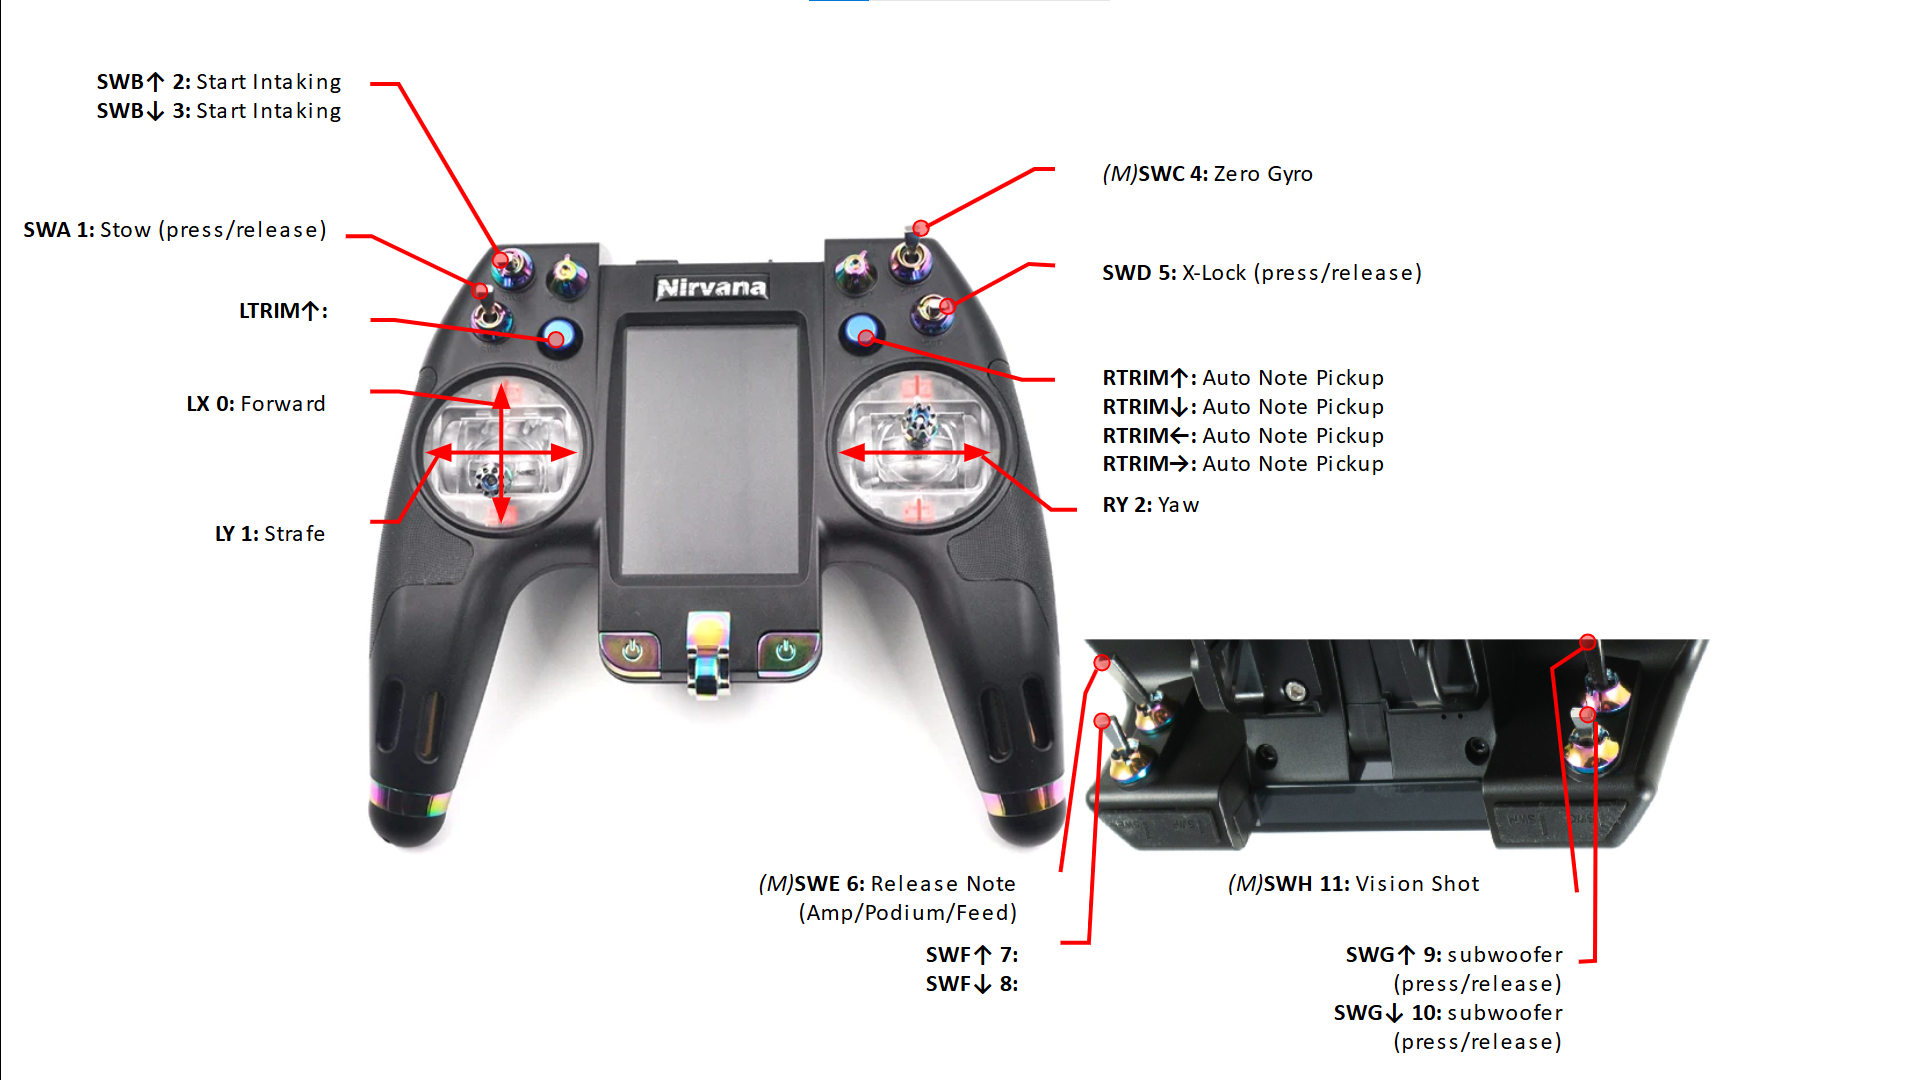 SWB↑ 2: Start Intaking
SWB↓ 3: Start Intaking
(M)SWC 4: Zero Gyro
SWA 1: Stow (press/release)
SWD 5: X-Lock (press/release)
Nirvana
LTRIM↑:
RTRIM↑: Auto Note Pickup
RTRIM↓: Auto Note Pickup
RTRIM←: Auto Note Pickup
RTRIM→: Auto Note Pickup
LX 0: Forward
RY 2: Yaw
LY 1: Strafe
(M)SWE 6: Release Note
(Amp/Podium/Feed)
SWF↑ 7:
SWF↓ 8:
(M)SWH 11: Vision Shot
SWG↑ 9: subwoofer
(press/release)
SWG↓ 10: subwoofer
(press/release)